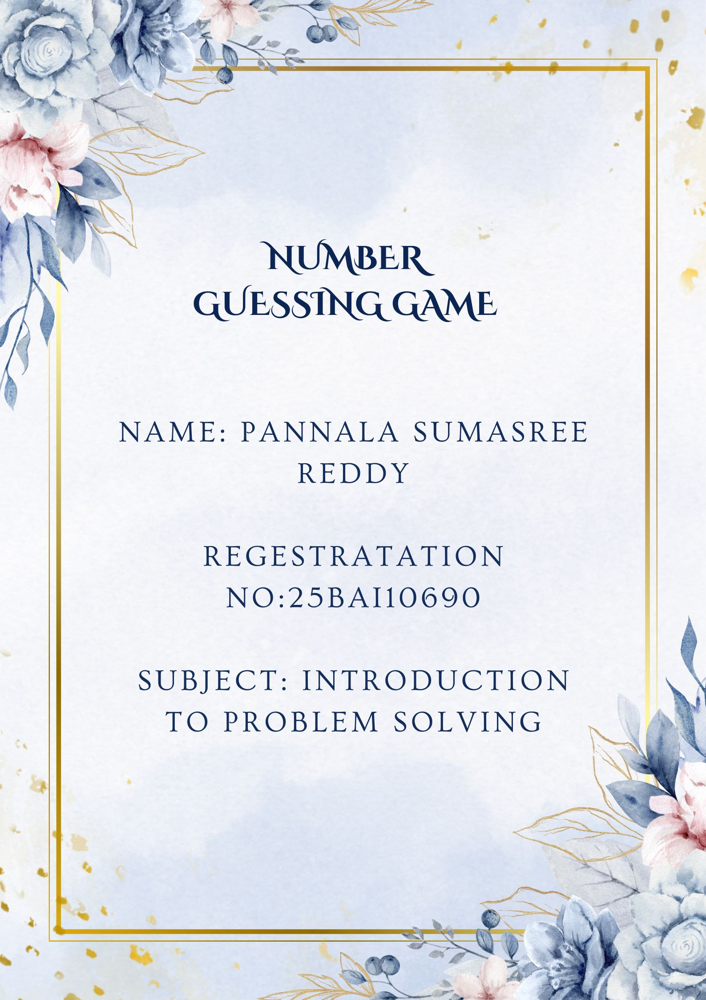 NUMBER
GUESSING GAME
NAME: PANNALA SUMASREE
REDDY
REGESTRATATION
NO:25BAI10690
SUBJECT: INTRODUCTION
TO PROBLEM SOLVING